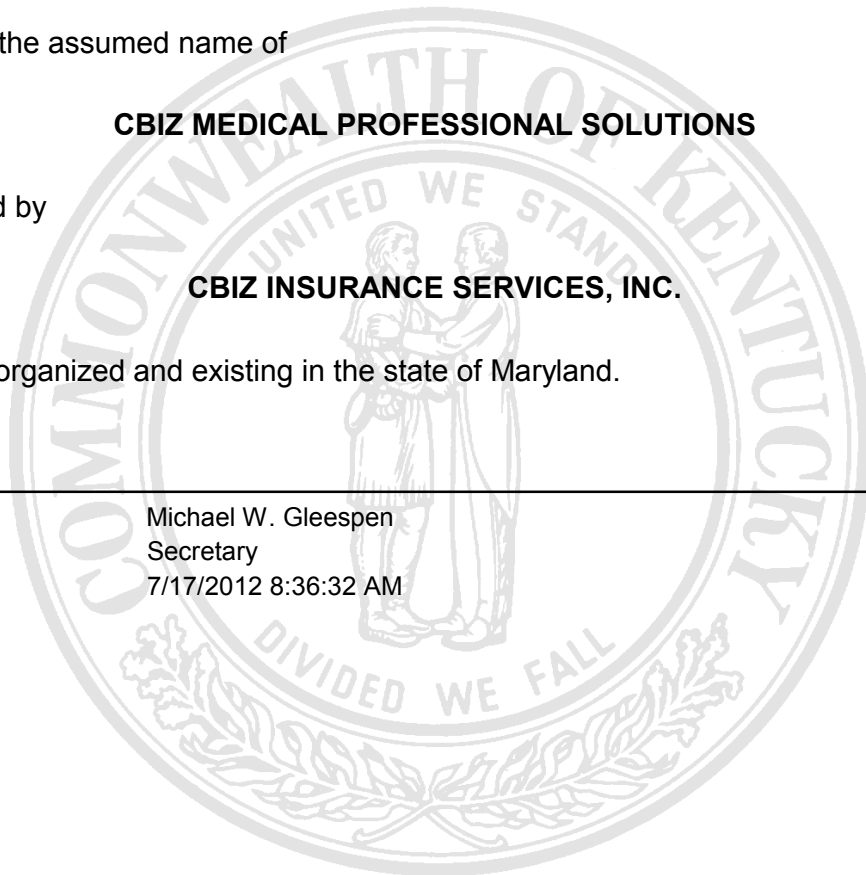 the assumed name of
CBIZ MEDICAL PROFESSIONAL SOLUTIONS
d by
CBIZ INSURANCE SERVICES, INC.
organized and existing in the state of Maryland.
Michael W. Gleespen
Secretary
7/17/2012 8:36:32 AM
COMMONWEALTH OF KENTUCKY
UNITED WE STAND
DIVIDED WE FALL